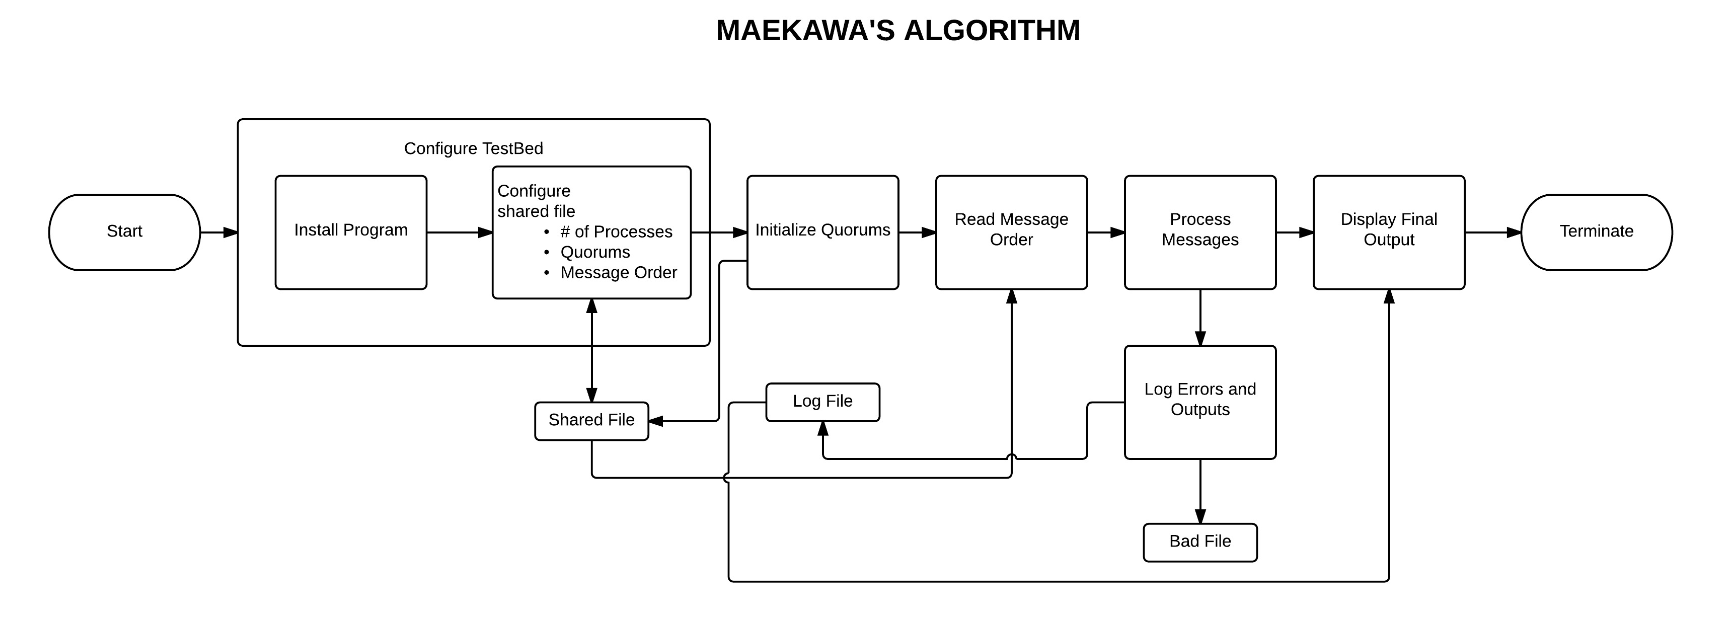 MAEKAWA'S ALGORITHM
Configure TestBed
Start
Install Program
Configure
shared file
• # of Processes
• Quorums
• Message Order
Initialize Quorums
Read Message
Order
Process
Messages
Display Final
Output
Terminate
Shared File
Log File
Log Errors and
Outputs
Bad File